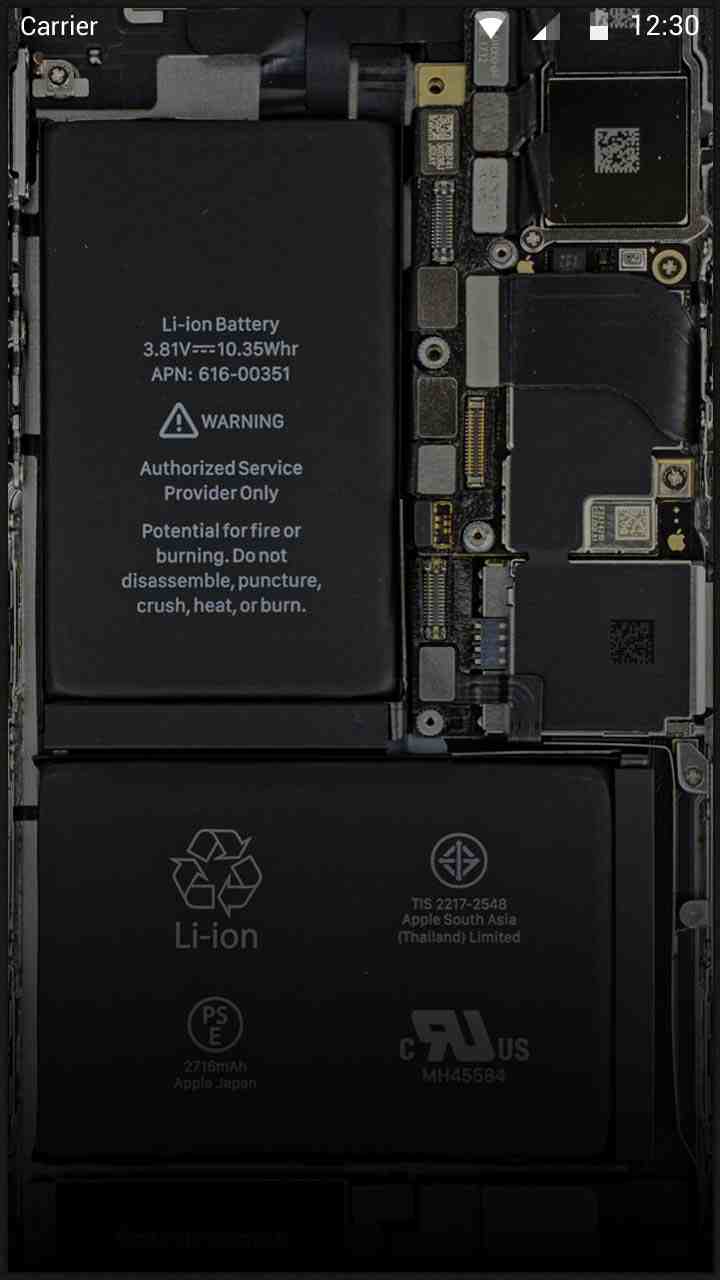 Carrier
12:30
Li-ion Battery
3.81V⎓10.35Whr
APN: 616-00351
WARNING
Authorized Service
Provider Only
Potential for fire or
burning. Do not
disassemble, puncture,
crush, heat, or burn.
Li-ion
TIS 2217-2548
Apple South Asia
(Thailand) Limited
PS
E
2716mAh
Apple Japan
c RU US
MH45584